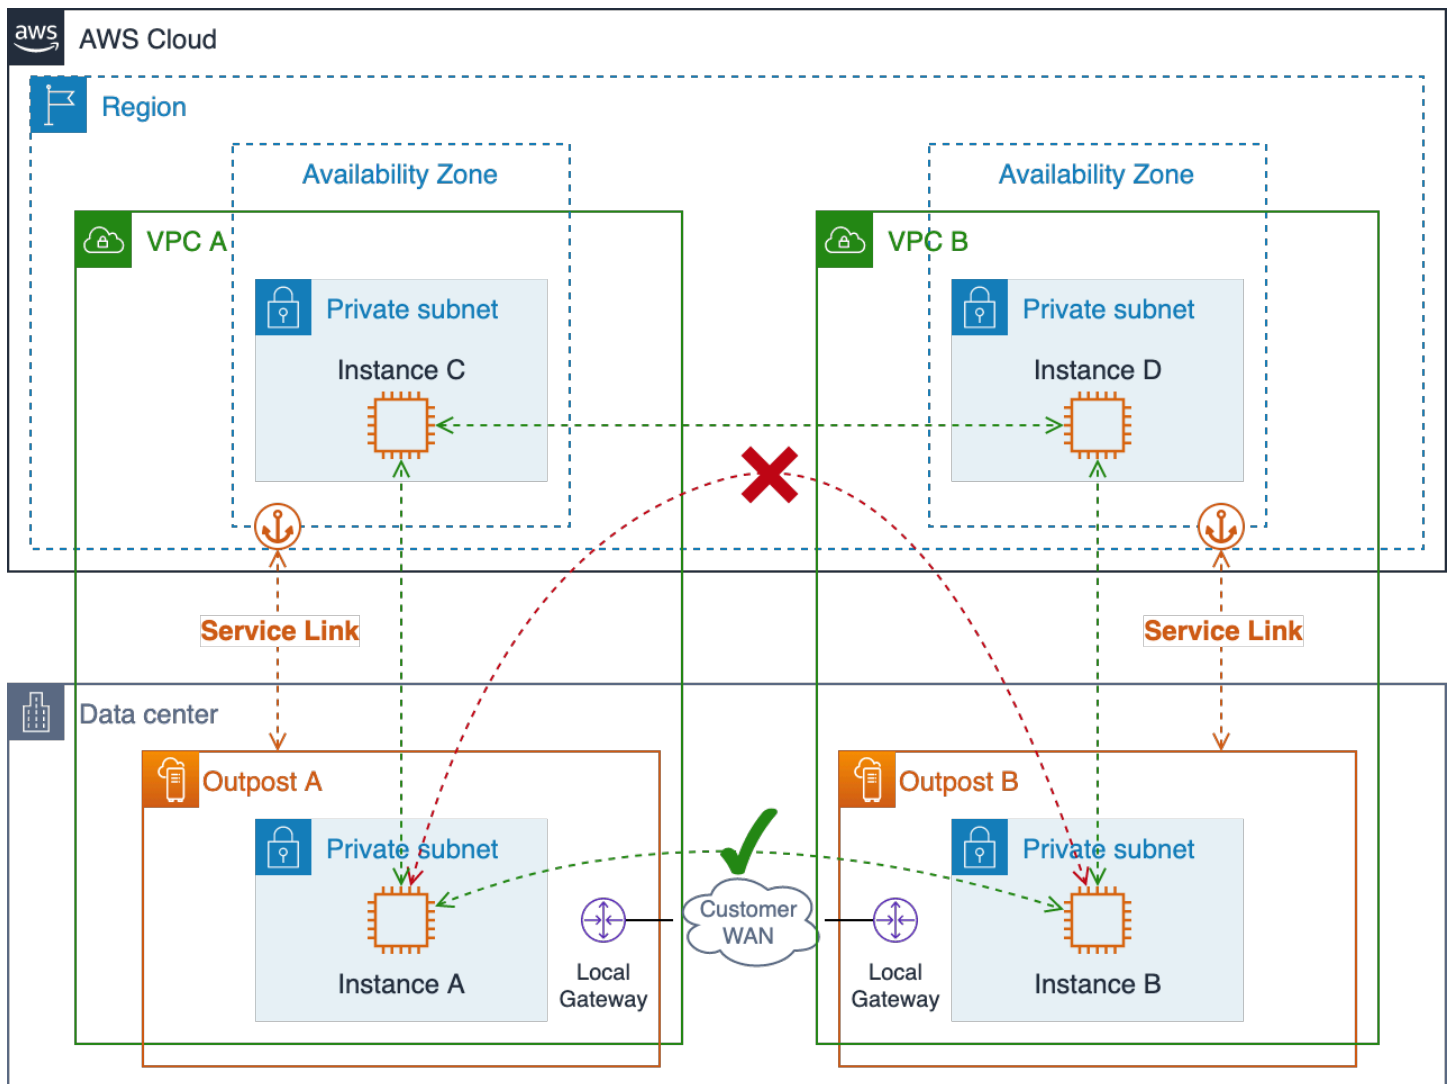 aws
AWS Cloud
Region
Availability Zone
Availability Zone
VPC A
VPC B
Private subnet
Private subnet
Instance C
Instance D
Service Link
Service Link
Data center
Outpost A
Outpost B
Private subnet
Private subnet
Customer
WAN
Local
Gateway
Local
Gateway
Instance A
Instance B